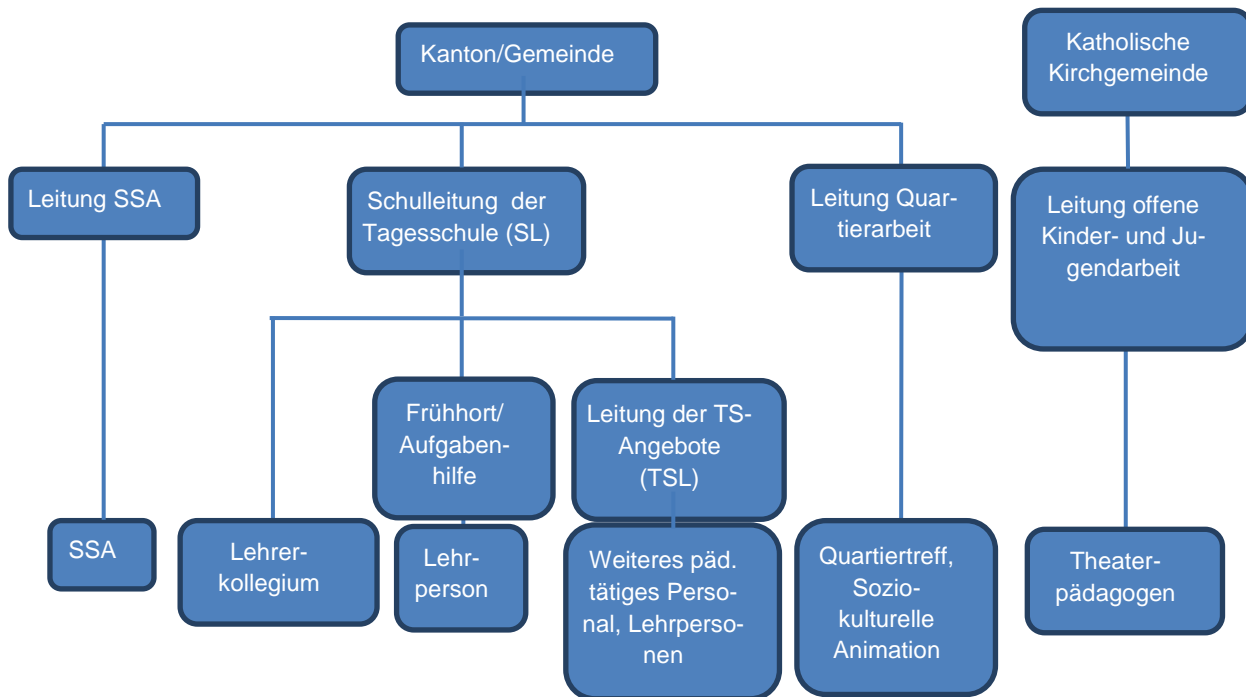 Kanton/Gemeinde
Katholische
Kirchgemeinde
Leitung SSA
Schulleitung der
Tagesschule (SL)
Leitung Quar-
tierarbeit
Leitung offene
Kinder- und Ju-
gendarbeit
Frühhort/
Aufgaben-
hilfe
Leitung der TS-
Angebote
(TSL)
SSA
Lehrer-
kollegium
Lehr-
person
Weiteres päd.
tätiges Perso-
nal, Lehrperso-
nen
Quartiertreff,
Sozio-
kulturelle
Animation
Theater-
pädagogen